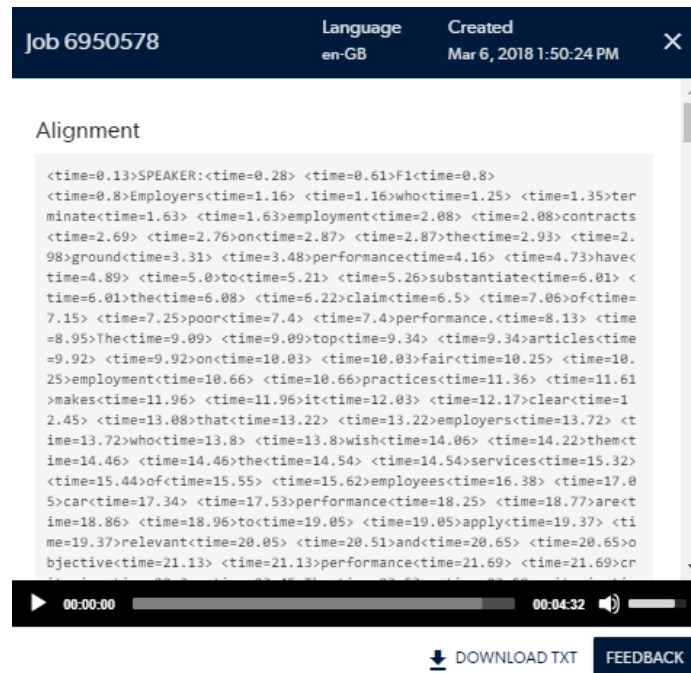 Job 6950578
Language
en-GB
Created
Mar 6, 2018 1:50:24 PM
Alignment
<time=0.13>SPEAKER:<time=0.28> <time=0.61>F1<time=0.8>
<time=0.8>Employers<time=1.16> <time=1.16>who<time=1.25> <time=1.35>ter
minate<time=1.63> <time=1.63>employment<time=2.08> <time=2.08>contracts
<time=2.69> <time=2.76>on<time=2.87> <time=2.87>the<time=2.93> <time=2.
98>ground<time=3.31> <time=3.48>performance<time=4.16> <time=4.73>have<
time=4.89> <time=5.0>to<time=5.21> <time=5.26>substantiate<time=6.01> <
time=6.01>the<time=6.08> <time=6.22>claim<time=6.5> <time=7.06>of<time=
7.15> <time=7.25>poor<time=7.4> <time=7.4>performance.<time=8.13> <time
=8.95>The<time=9.09> <time=9.09>top<time=9.34> <time=9.34>articles<time
=9.92> <time=9.92>on<time=10.03> <time=10.03>fair<time=10.25> <time=10.
25>employment<time=10.66> <time=10.66>practices<time=11.36> <time=11.61
>makes<time=11.96> <time=11.96>it<time=12.03> <time=12.17>clear<time=1
2.45> <time=13.08>that<time=13.22> <time=13.22>employers<time=13.72> <t
ime=13.72>who<time=13.8> <time=13.8>wish<time=14.06> <time=14.22>them<t
ime=14.46> <time=14.46>the<time=14.54> <time=14.54>services<time=15.32>
<time=15.44>of<time=15.55> <time=15.62>employees<time=16.38> <time=17.0
5>car<time=17.34> <time=17.53>performance<time=18.25> <time=18.77>are<t
ime=18.86> <time=18.96>to<time=19.05> <time=19.05>apply<time=19.37> <ti
me=19.37>relevant<time=20.05> <time=20.51>and<time=20.65> <time=20.65>o
bjective<time=21.13> <time=21.13>performance<time=21.69> <time=21.69>cr
00:00:00
00:04:32
DOWNLOAD TXT
FEEDBACK